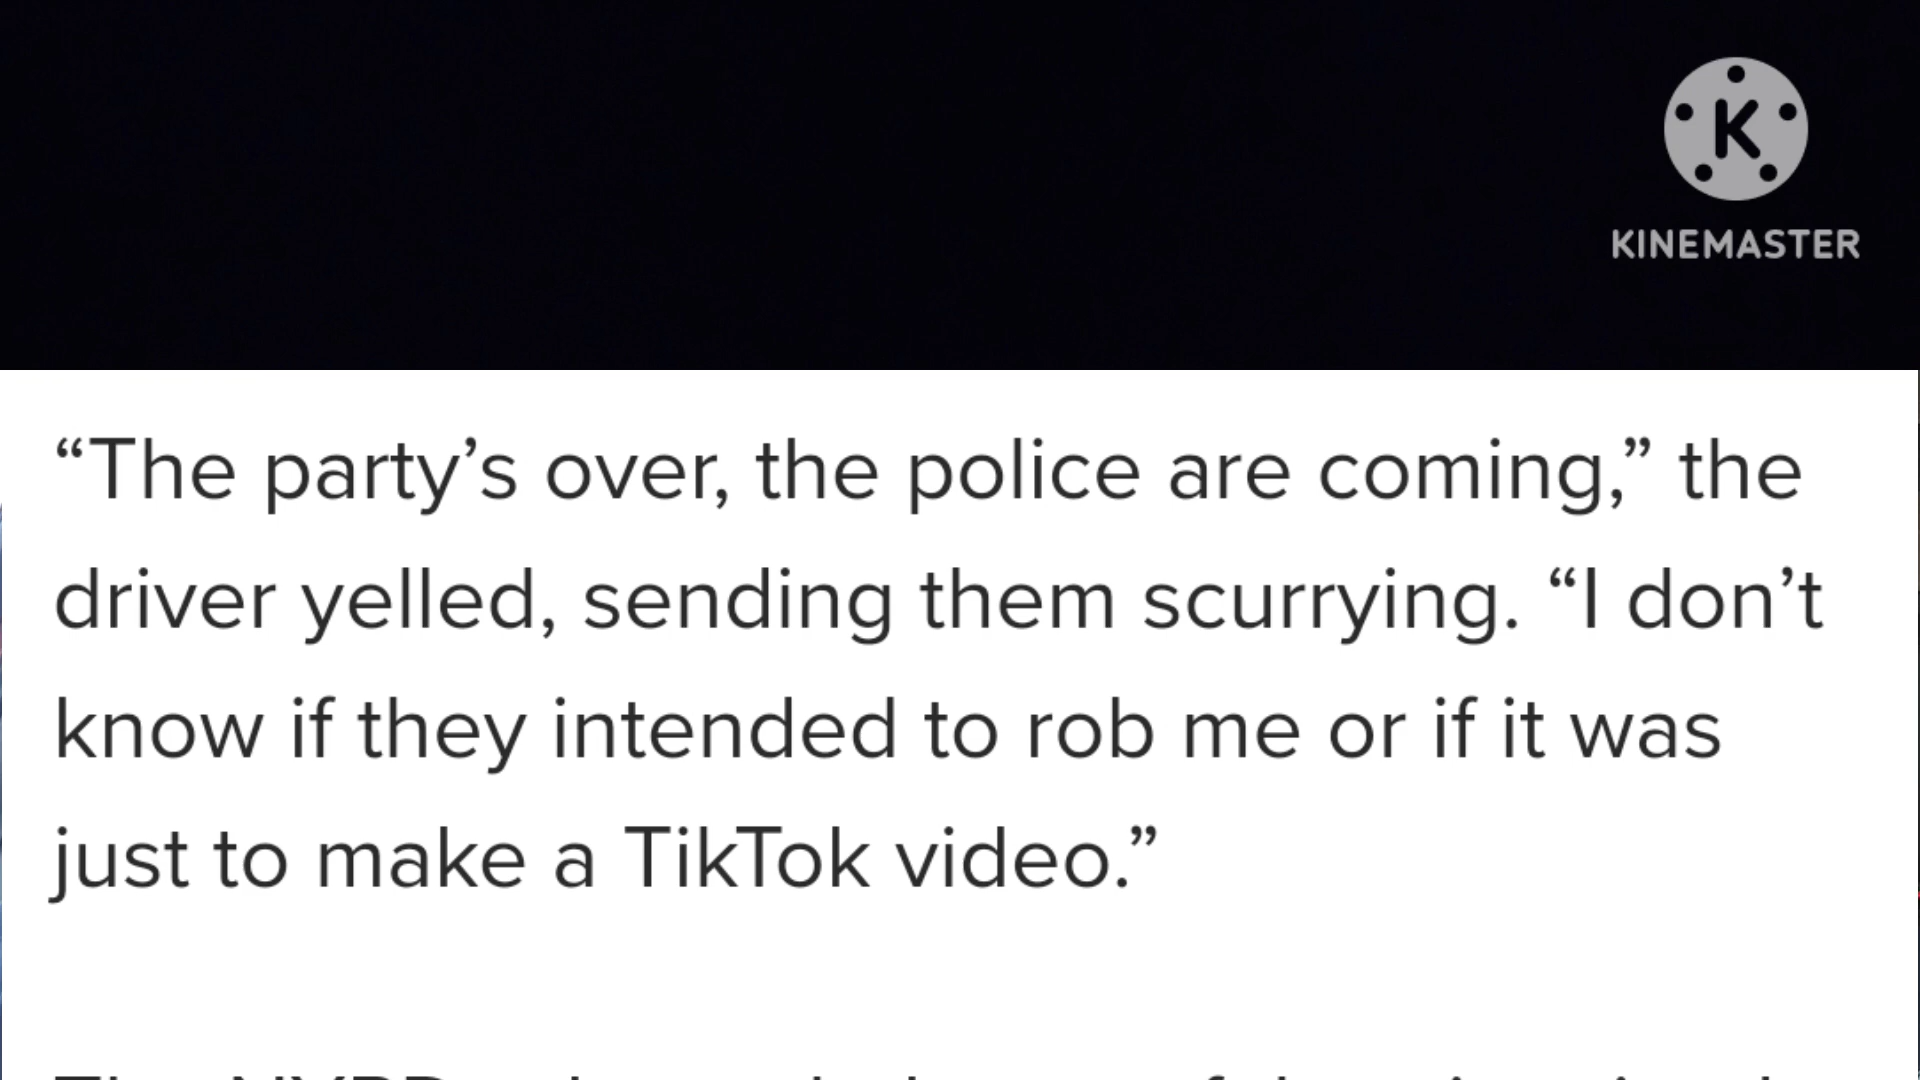 K
KINEMASTER
“The party’s over, the police are coming,” the
driver yelled, sending them scurrying. “I don’t
know if they intended to rob me or if it was
just to make a TikTok video.”